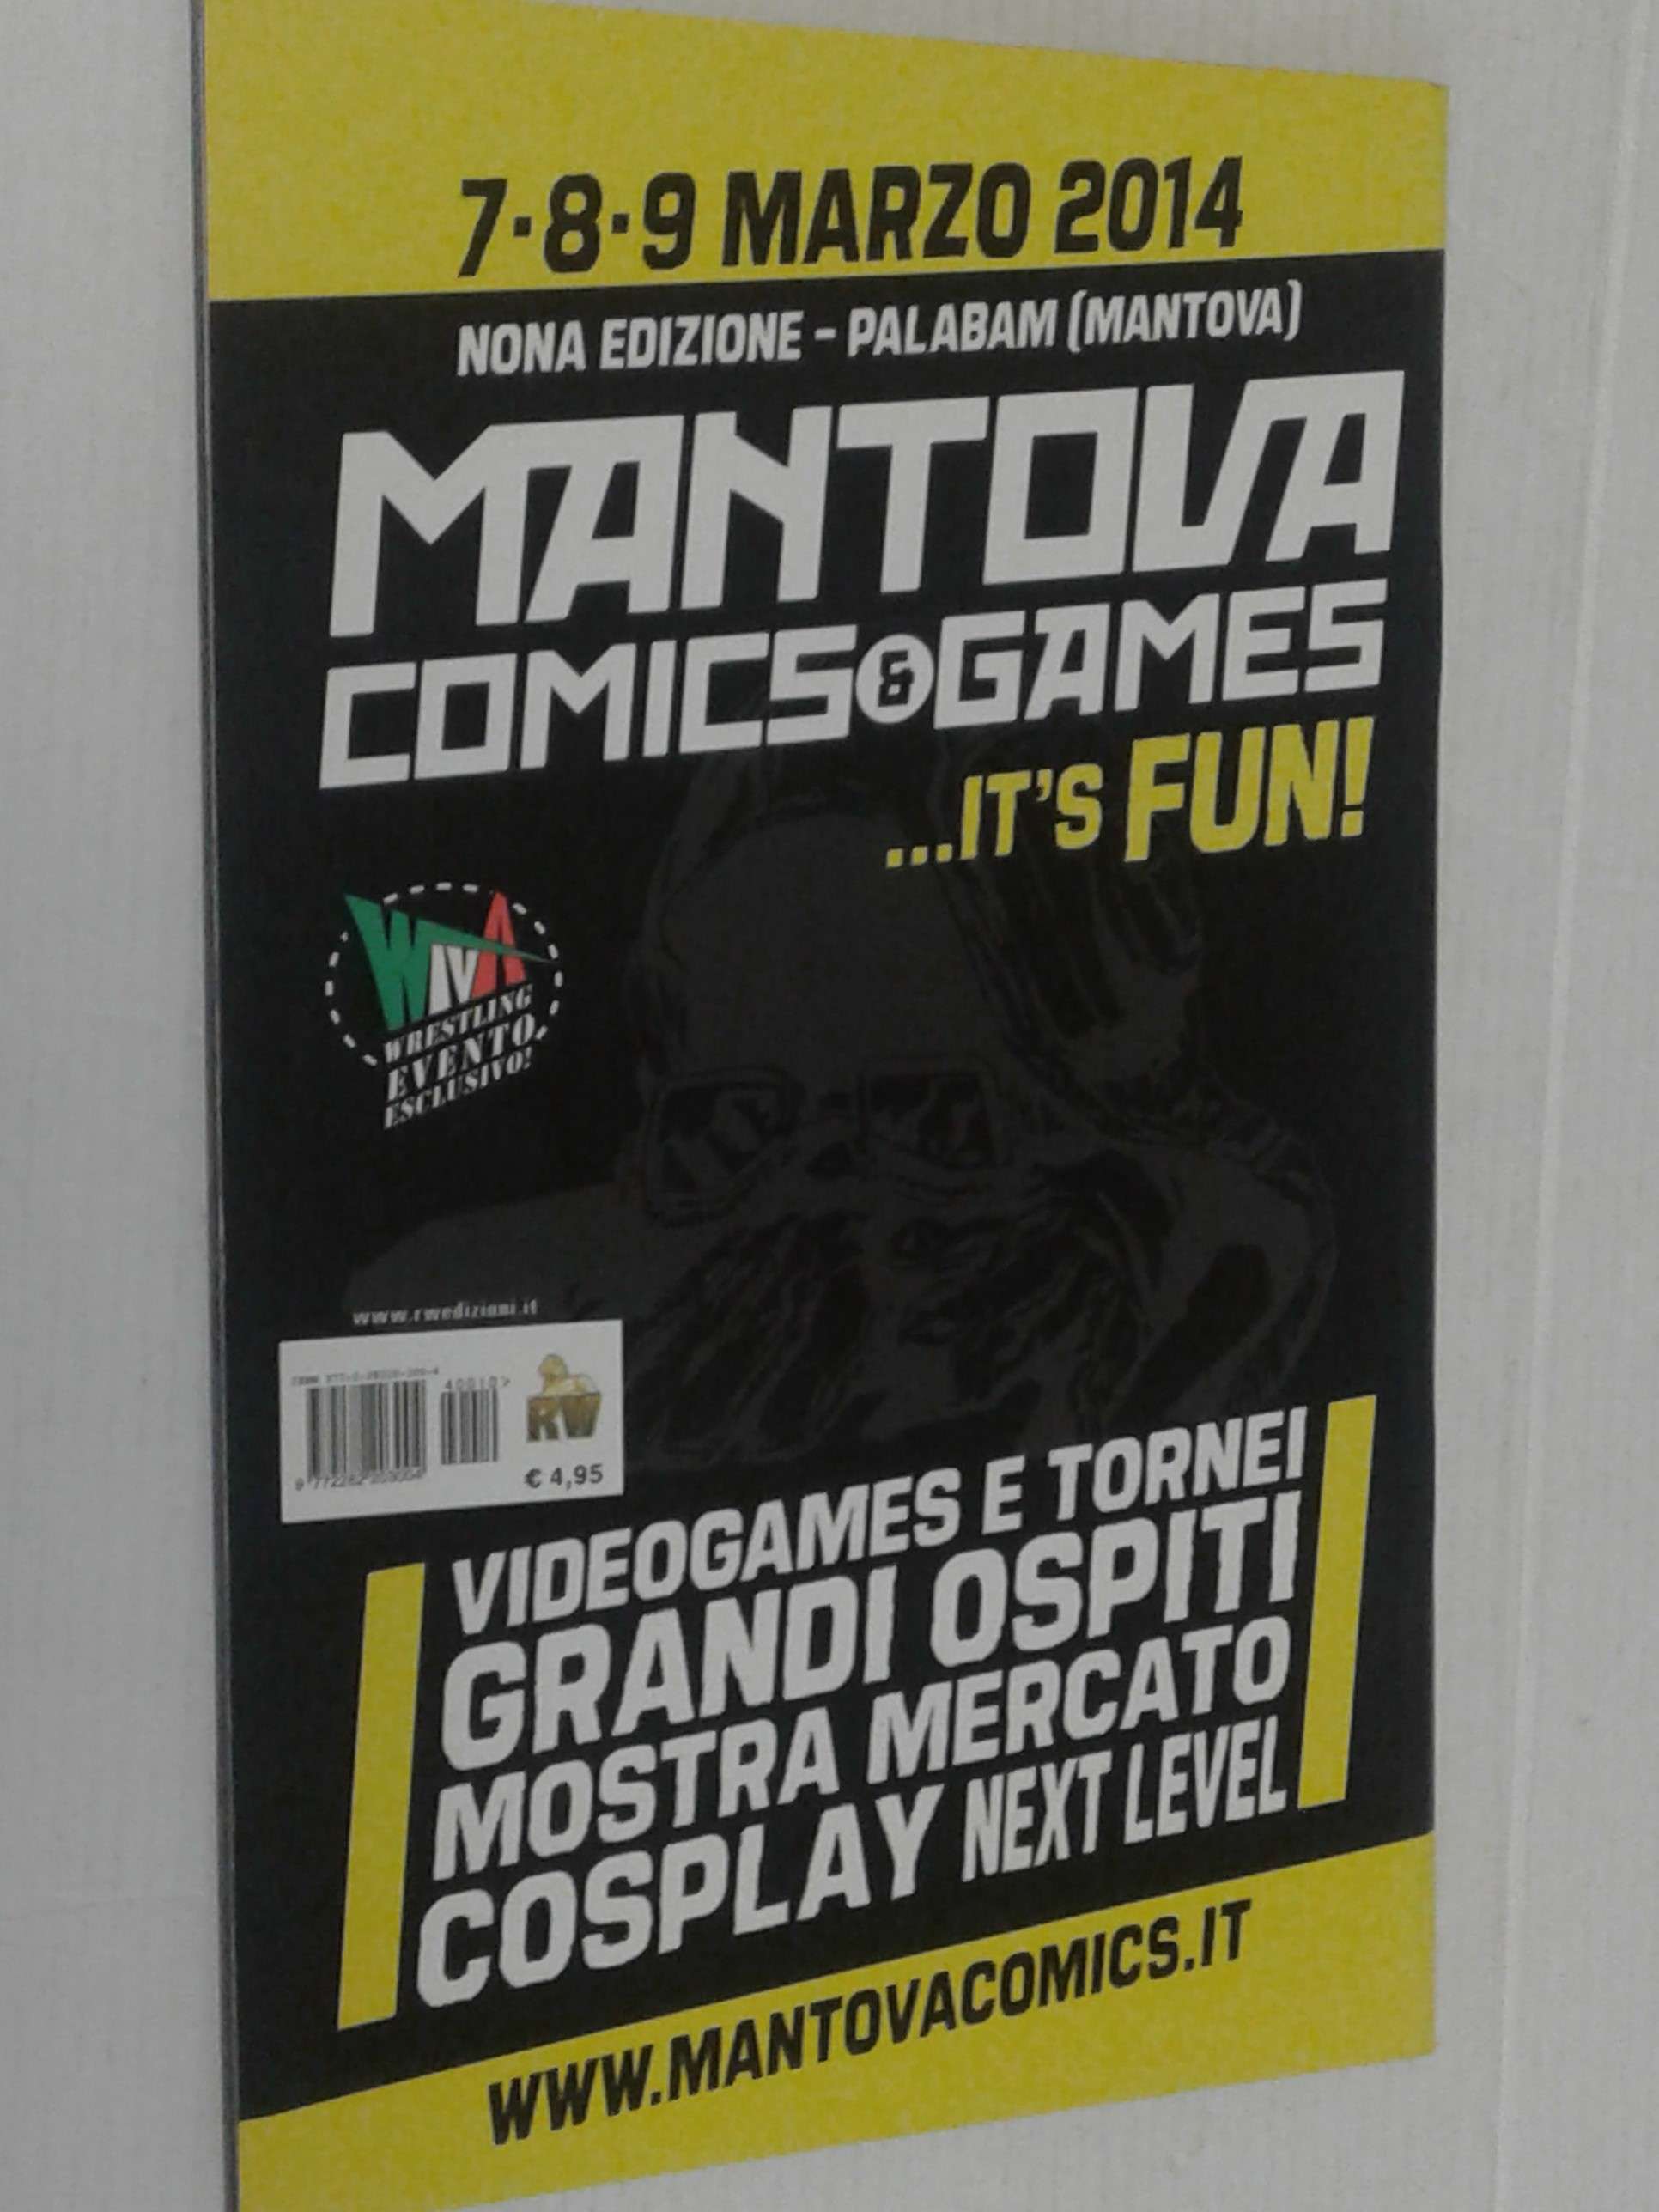 7·8·9 MARZO 2014
NONA EDIZIONE - PALABAM (MANTOVA)
MANTOVA
COMICS&GAMES
...IT'S FUN!
WIVA
WRESTLING
EVENTO
ESCLUSIVO!
www.rwedizioni.it
40010>
RW
€ 4,95
VIDEOGAMES E TORNEI
GRANDI OSPITI
MOSTRA MERCATO
COSPLAY NEXT LEVEL
WWW.MANTOVACOMICS.IT